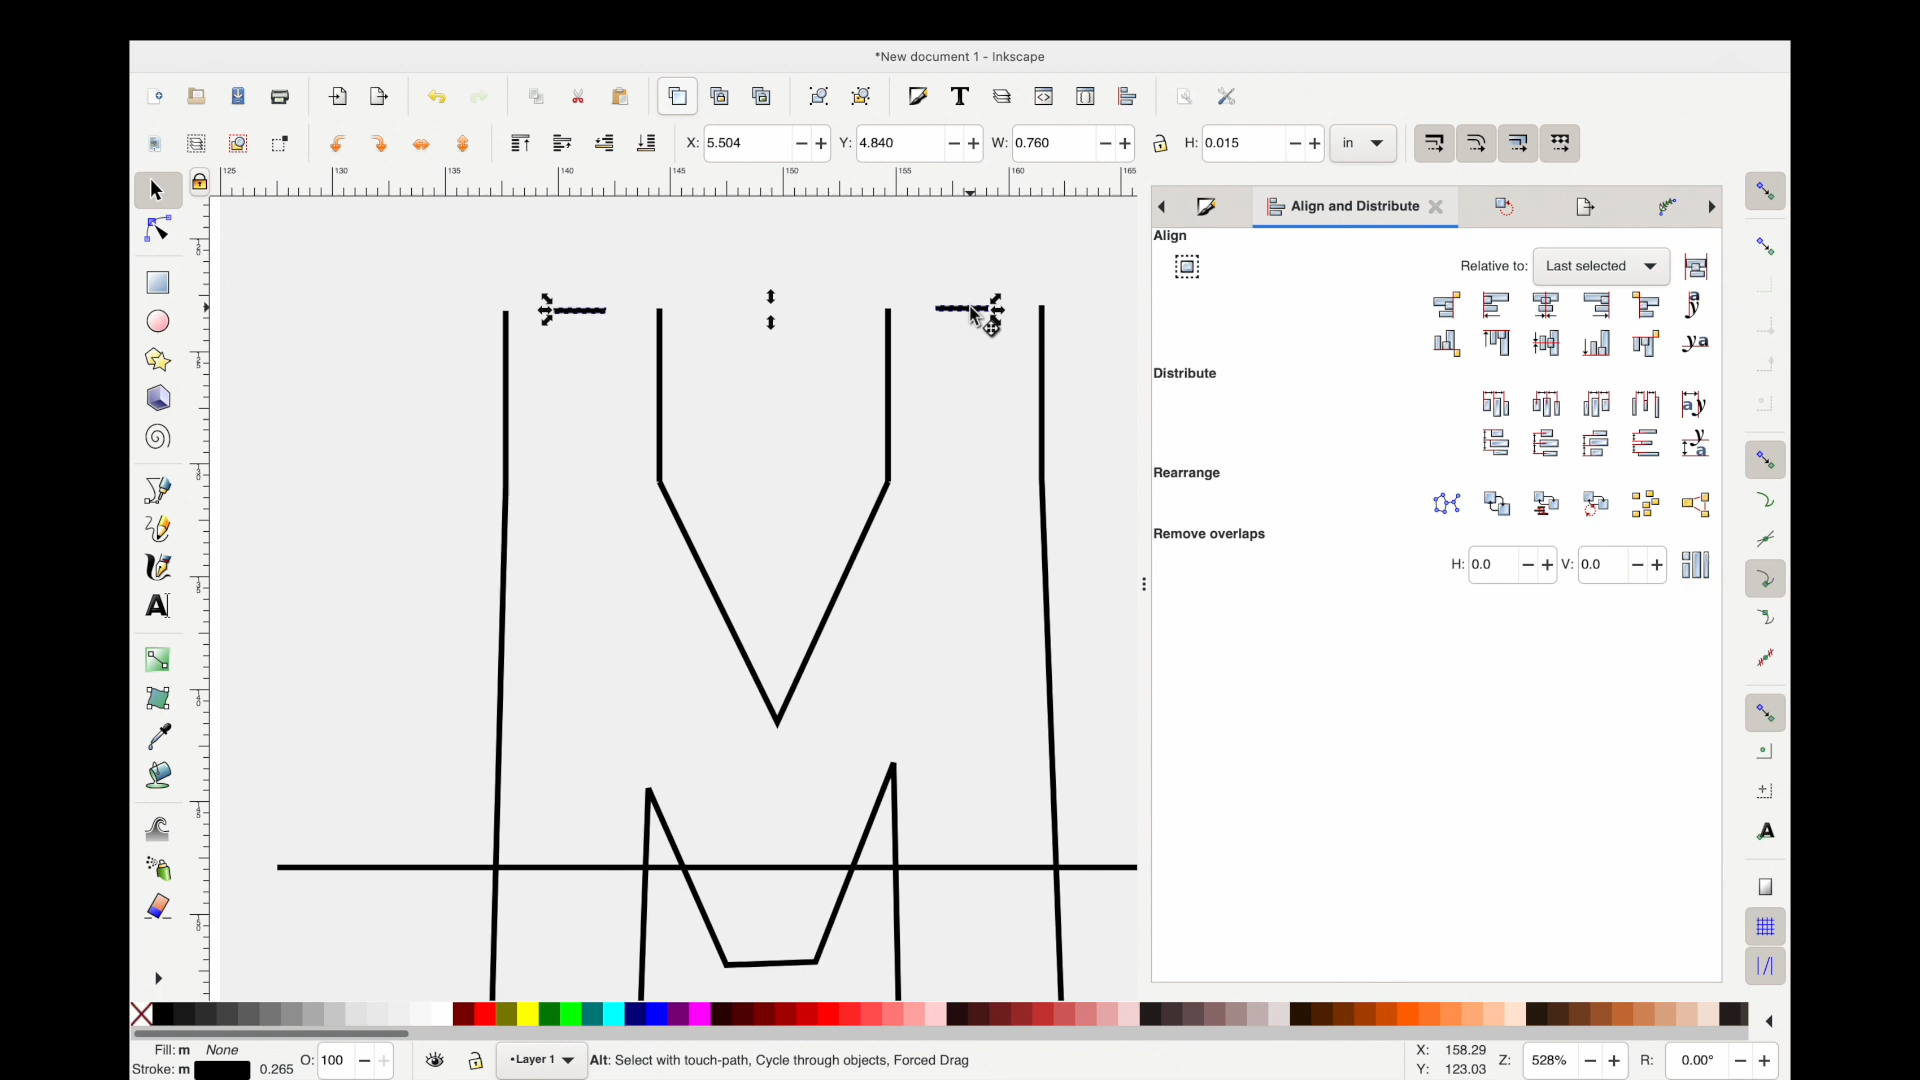 *New document 1 - Inkscape
X: 5.504 Y: 4.840 W: 0.760 H: 0.015 in
125 130 135 140 145 150 155 160 165
Align and Distribute
Align
Relative to: Last selected
Distribute
Rearrange
Remove overlaps
H: 0.0 V: 0.0
Fill: m None
Stroke: m 0.265
O: 100
•Layer 1
Alt: Select with touch-path, Cycle through objects, Forced Drag
X: 158.29
Y: 123.03
Z: 528%
R: 0.00°